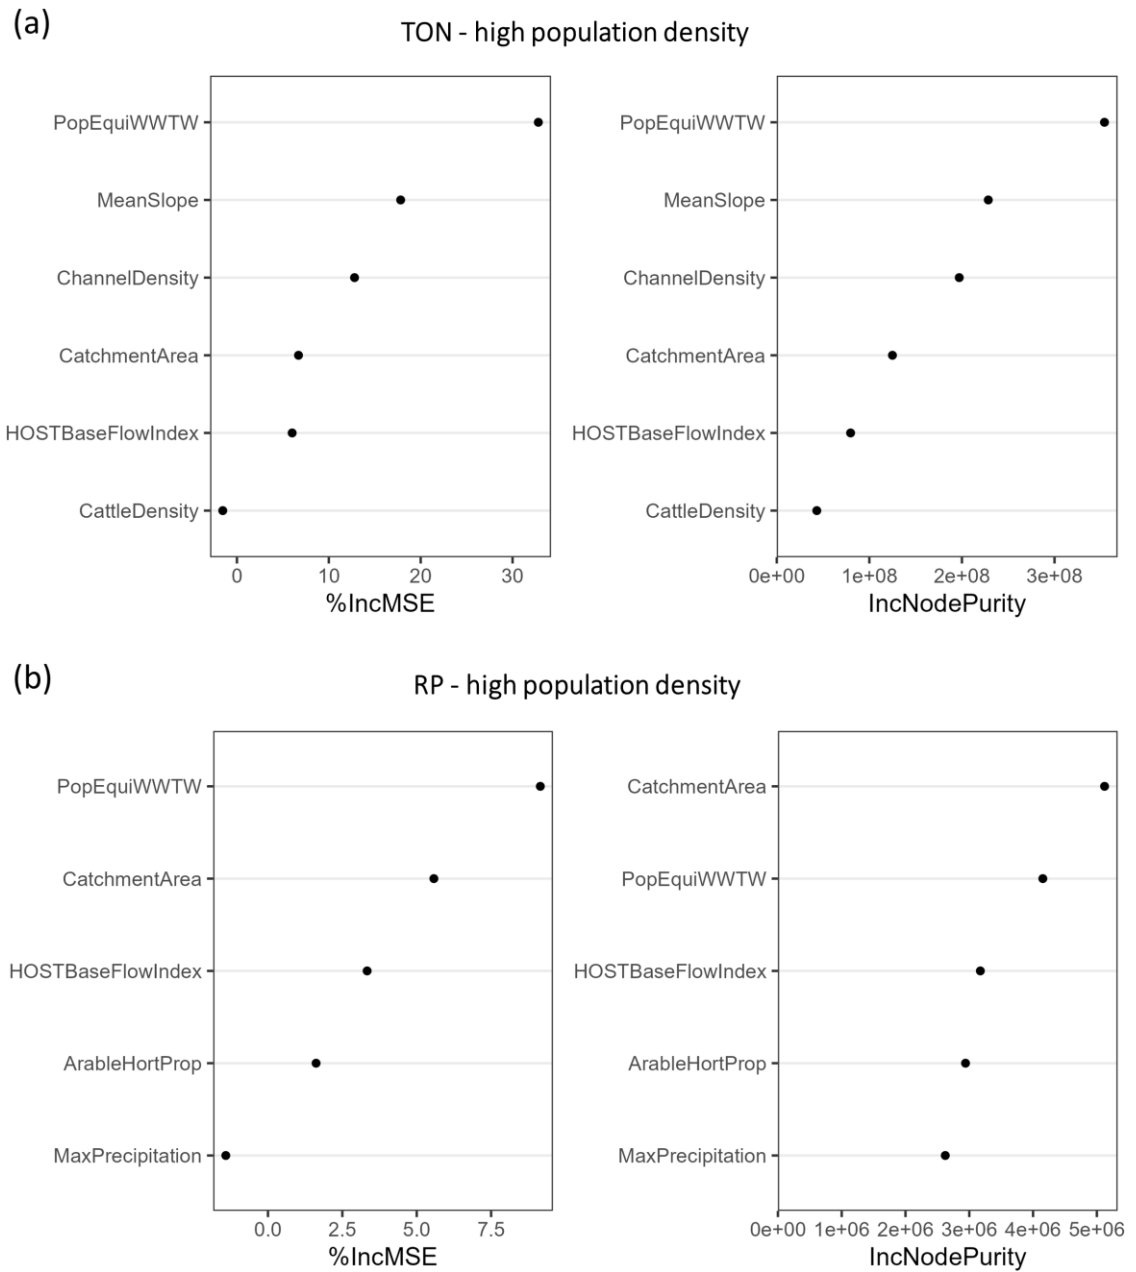 (a)
TON - high population density
PopEquiWWTW
MeanSlope
ChannelDensity
CatchmentArea
HOSTBaseFlowIndex
CattleDensity
0 10 20 30
%IncMSE
PopEquiWWTW
MeanSlope
ChannelDensity
CatchmentArea
HOSTBaseFlowIndex
CattleDensity
0e+00 1e+08 2e+08 3e+08
IncNodePurity
(b)
RP - high population density
PopEquiWWTW
CatchmentArea
HOSTBaseFlowIndex
ArableHortProp
MaxPrecipitation
0.0 2.5 5.0 7.5
%IncMSE
CatchmentArea
PopEquiWWTW
HOSTBaseFlowIndex
ArableHortProp
MaxPrecipitation
0e+00 1e+06 2e+06 3e+06 4e+06 5e+06
IncNodePurity